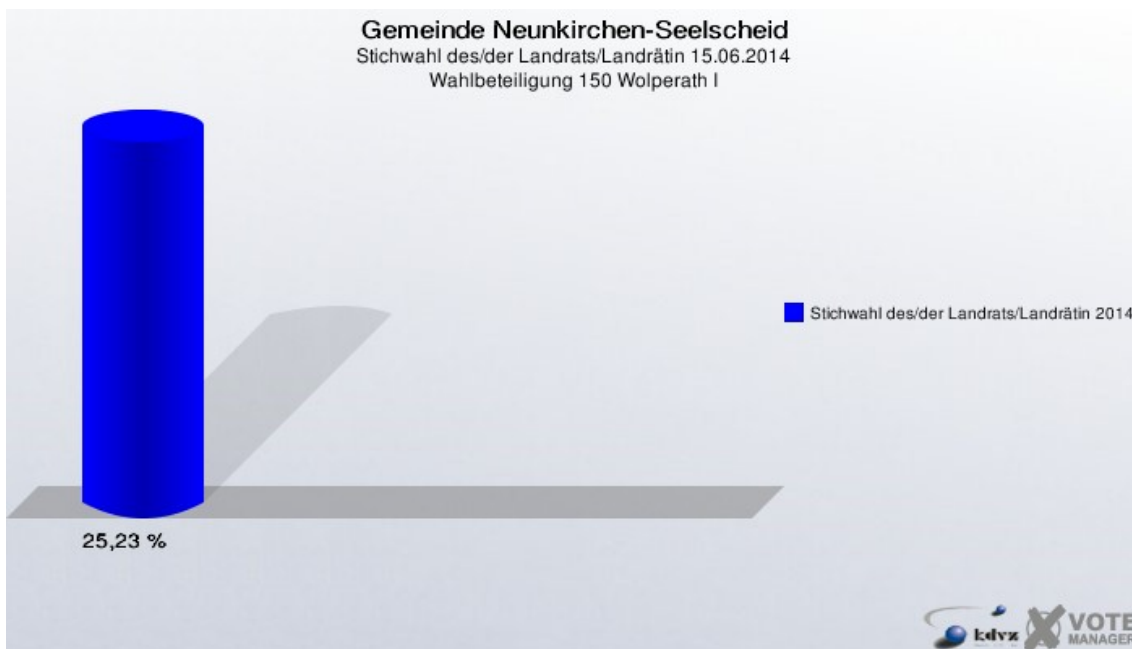 Gemeinde Neunkirchen-Seelscheid
Stichwahl des/der Landrats/Landrätin 15.06.2014
Wahlbeteiligung 150 Wolperath I
Stichwahl des/der Landrats/Landrätin 2014
25,23 %
kdvz
VOTE
MANAGER